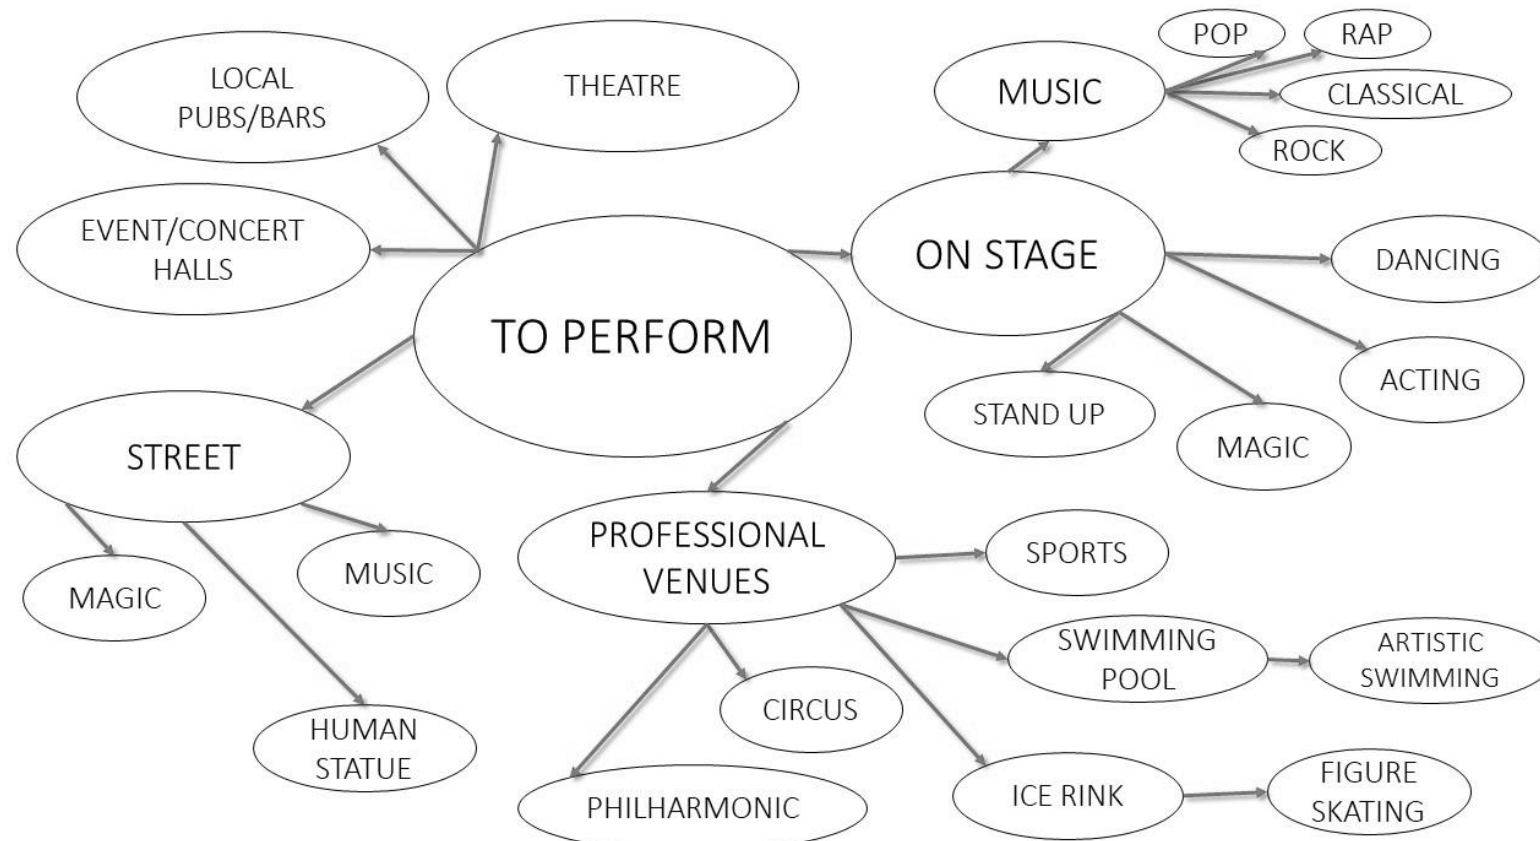 LOCAL
PUBS/BARS
THEATRE
MUSIC
POP
RAP
CLASSICAL
ROCK
EVENT/CONCERT
HALLS
TO PERFORM
ON STAGE
DANCING
ACTING
STAND UP
MAGIC
STREET
MAGIC
MUSIC
HUMAN
STATUE
PROFESSIONAL
VENUES
SPORTS
SWIMMING
POOL
ARTISTIC
SWIMMING
CIRCUS
PHILHARMONIC
ICE RINK
FIGURE
SKATING